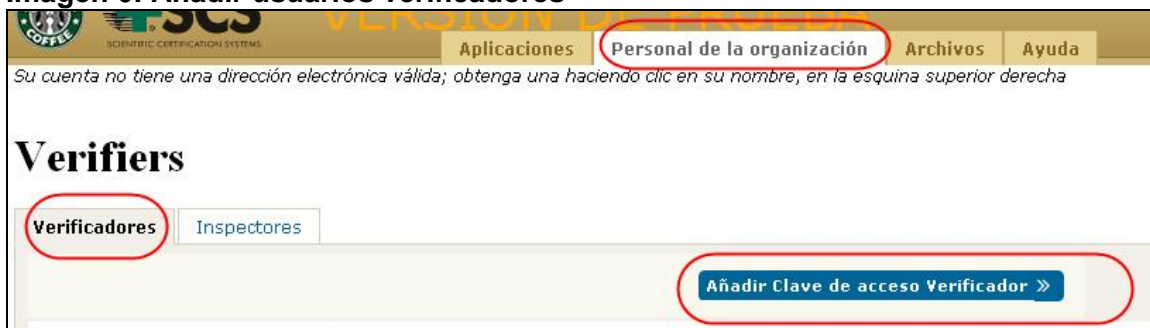 Imagen 6: Añadir usuarios verificadores
COFFEE
SCS
VERSIÓN DE PRUEBA
SCIENTIFIC CERTIFICATION SYSTEMS
Aplicaciones Personal de la organización Archivos Ayuda
Su cuenta no tiene una dirección electrónica válida; obtenga una haciendo clic en su nombre, en la esquina superior derecha
Verifiers
Verificadores Inspectores
Añadir Clave de acceso Verificador »